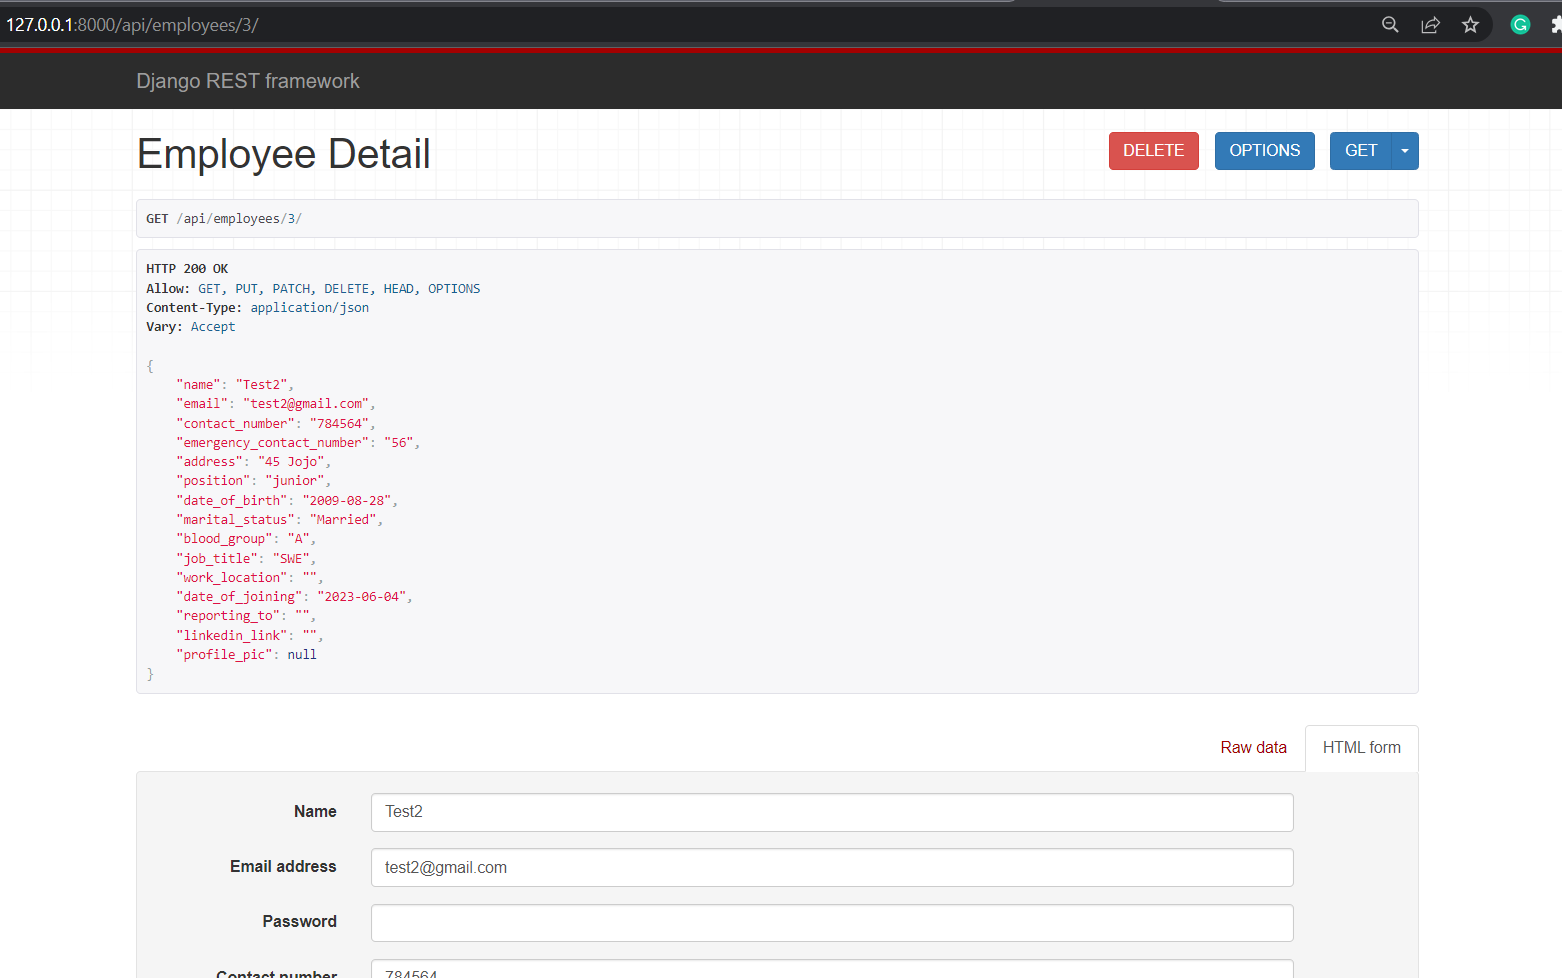 127.0.0.1:8000/api/employees/3/
Django REST framework
Employee Detail
DELETE
OPTIONS
GET
GET /api/employees/3/
HTTP 200 OK
Allow: GET, PUT, PATCH, DELETE, HEAD, OPTIONS
Content-Type: application/json
Vary: Accept
{
"name": "Test2",
"email": "test2@gmail.com",
"contact_number": "784564",
"emergency_contact_number": "56",
"address": "45 Jojo",
"position": "junior",
"date_of_birth": "2009-08-28",
"marital_status": "Married",
"blood_group": "A",
"job_title": "SWE",
"work_location": "",
"date_of_joining": "2023-06-04",
"reporting_to": "",
"linkedin_link": "",
"profile_pic": null
}
Raw data
HTML form
Name
Test2
Email address
test2@gmail.com
Password
Contact number
784564